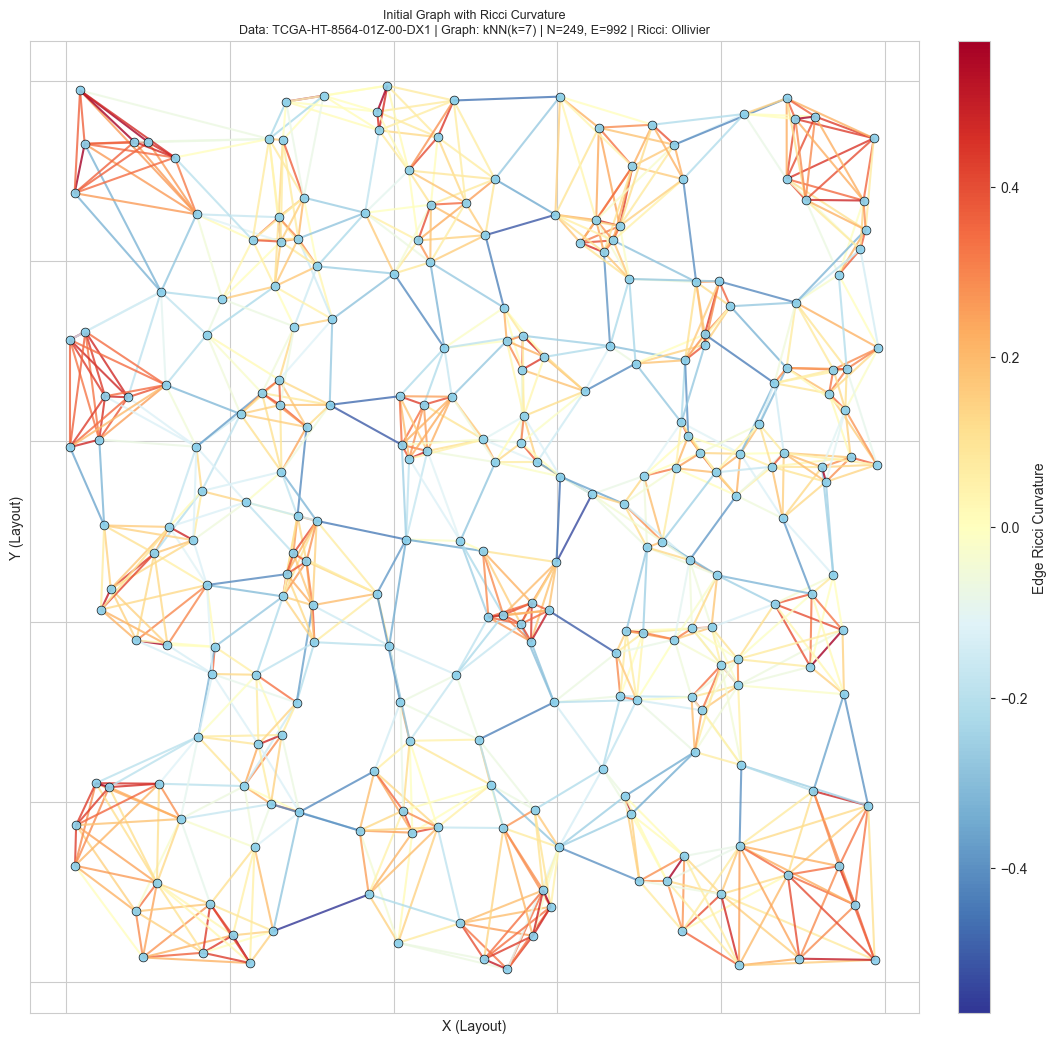 Initial Graph with Ricci Curvature
Data: TCGA-HT-8564-01Z-00-DX1 | Graph: kNN(k=7) | N=249, E=992 | Ricci: Ollivier
Y (Layout)
X (Layout)
0.4
0.2
0.0
−0.2
−0.4
Edge Ricci Curvature